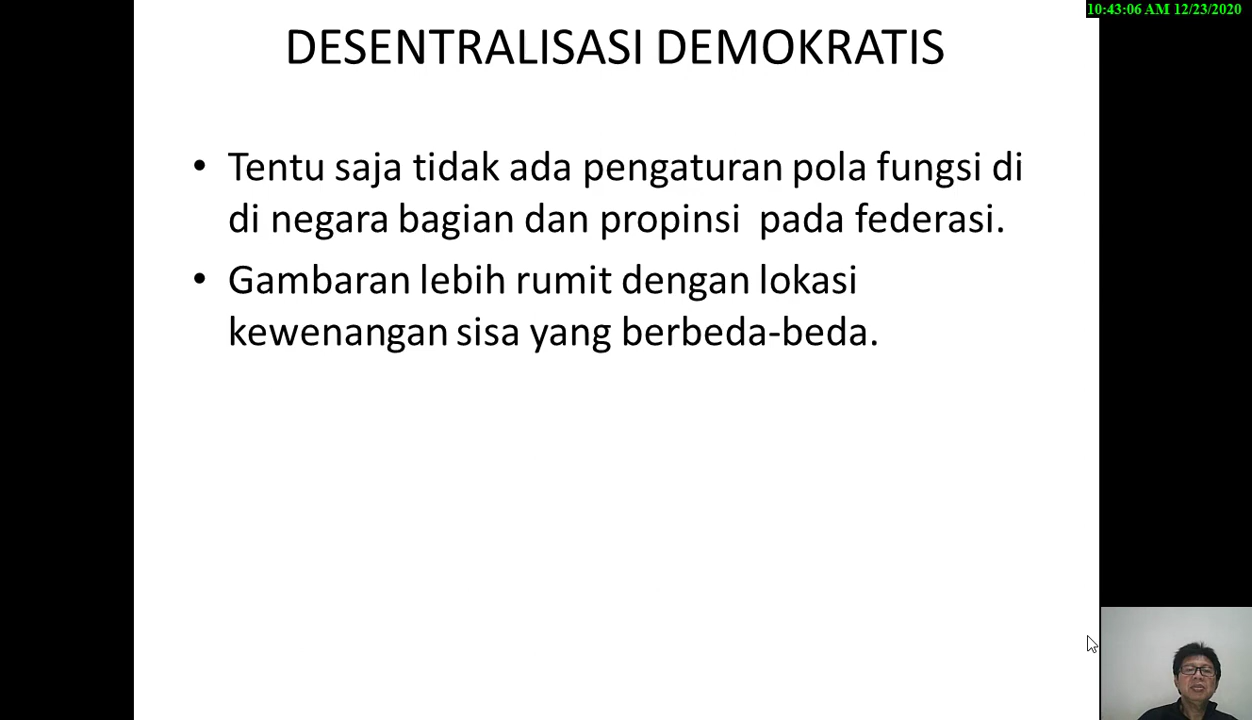 10:43:06 AM 12/23/2020
DESENTRALISASI DEMOKRATIS
• Tentu saja tidak ada pengaturan pola fungsi di
di negara bagian dan propinsi  pada federasi.
• Gambaran lebih rumit dengan lokasi
kewenangan sisa yang berbeda-beda.